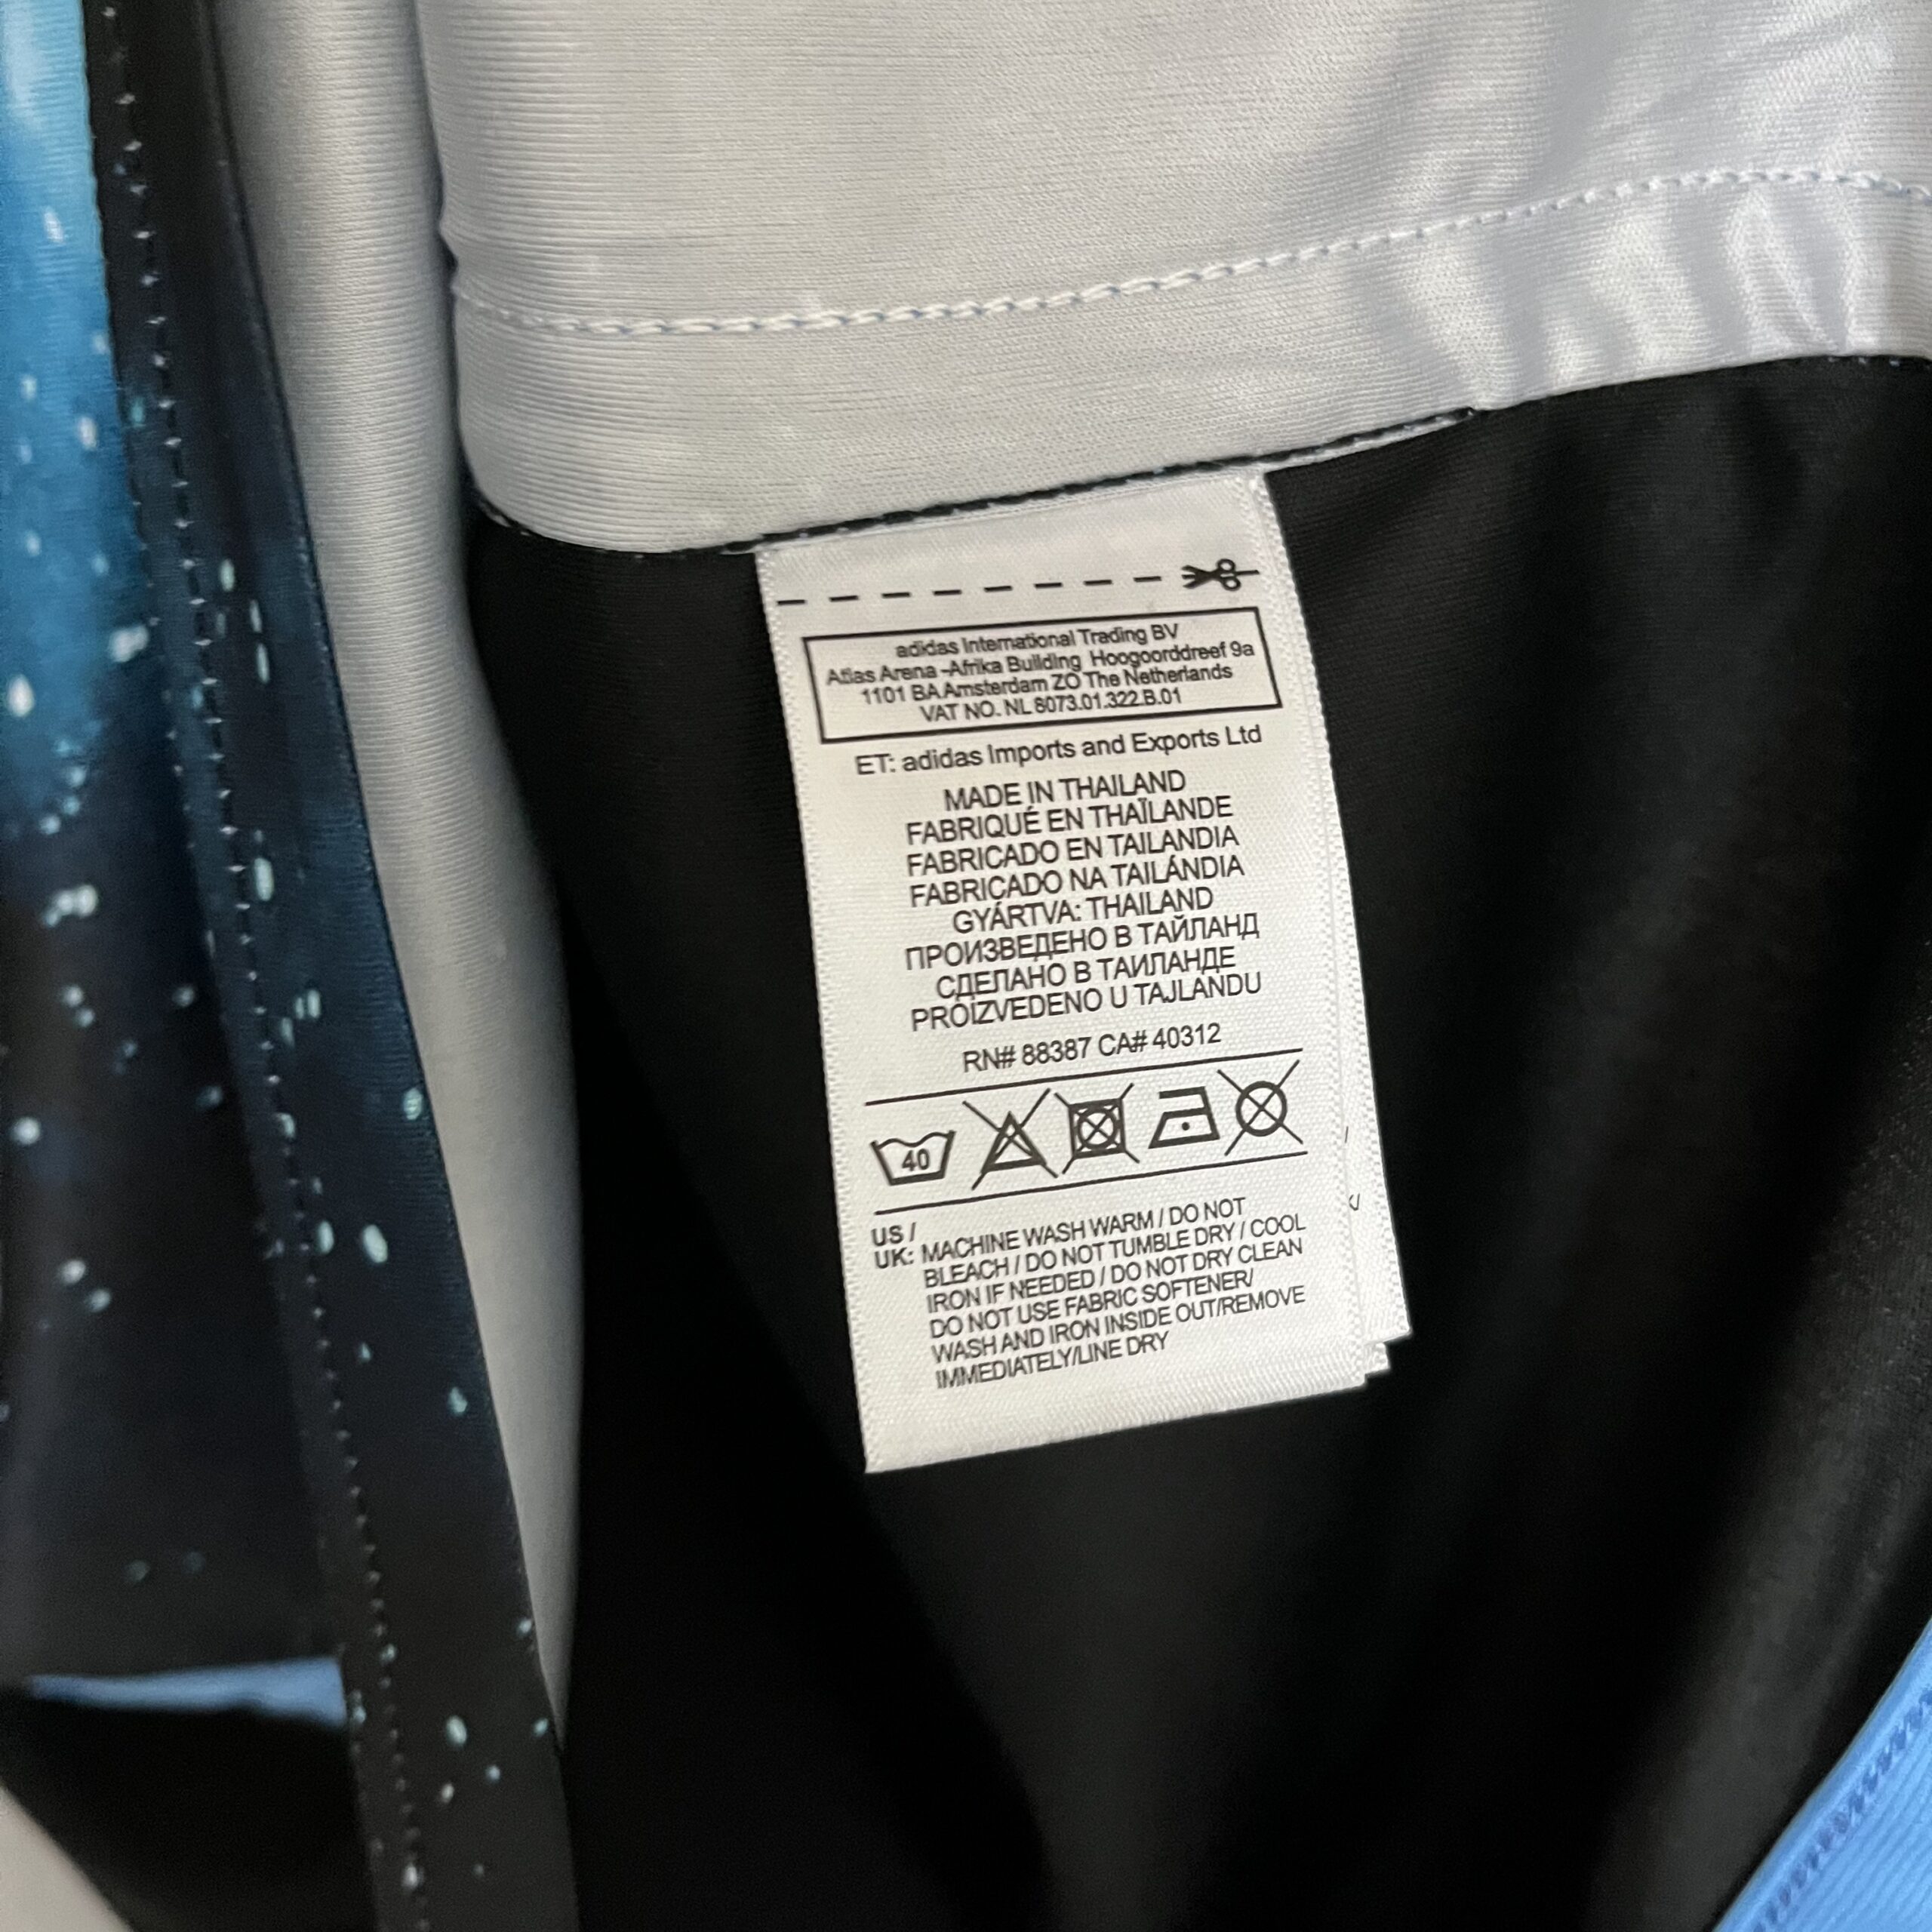 adidas International Trading BV
Atlas Arena -Afrika Building Hoogoorddreef 9a
1101 BA Amsterdam ZO The Netherlands
VAT NO. NL 8073.01.322.B.01
ET: adidas Imports and Exports Ltd
MADE IN THAILAND
FABRIQUÉ EN THAÏLANDE
FABRICADO EN TAILANDIA
FABRICADO NA TAILÁNDIA
GYÁRTVA: THAILAND
ПРОИЗВЕДЕНО В ТАЙЛАНД
СДЕЛАНО В ТАИЛАНДЕ
PROIZVEDENO U TAJLANDU
RN# 88387 CA# 40312
40
US /
UK: MACHINE WASH WARM / DO NOT
BLEACH / DO NOT TUMBLE DRY / COOL
IRON IF NEEDED / DO NOT DRY CLEAN
DO NOT USE FABRIC SOFTENER/
WASH AND IRON INSIDE OUT/REMOVE
IMMEDIATELY/LINE DRY